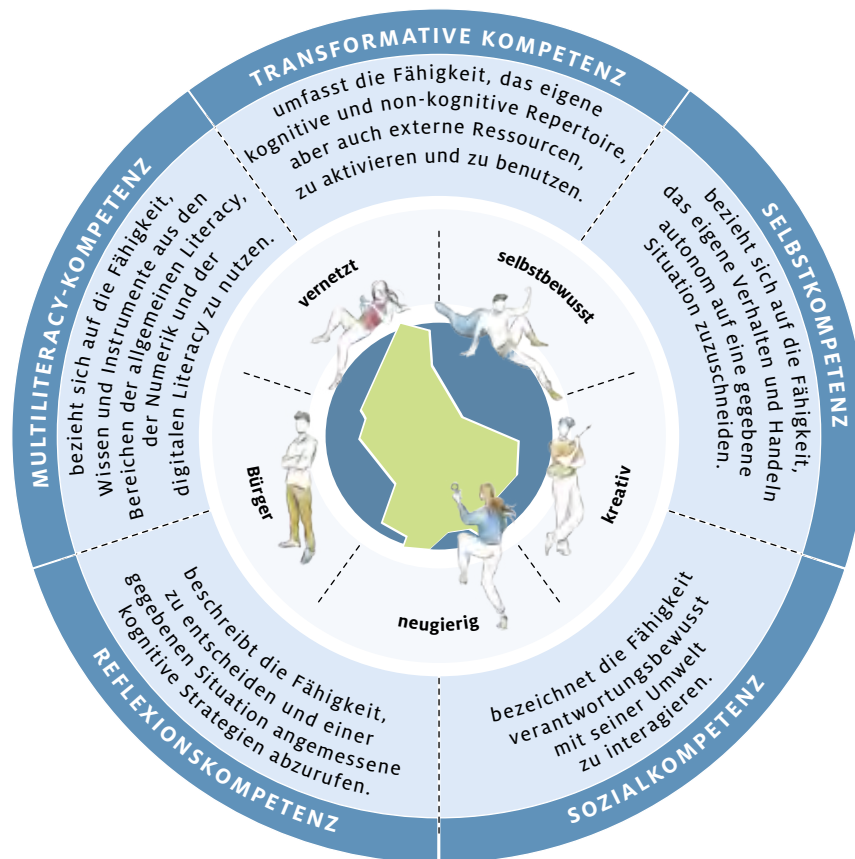 TRANSFORMATIVE KOMPETENZ
umfasst die Fähigkeit, das eigene
kognitive und non-kognitive Repertoire,
aber auch externe Ressourcen,
zu aktivieren und zu benutzen.
SELBSTKOMPETENZ
bezieht sich auf die Fähigkeit,
das eigene Verhalten und Handeln
autonom auf eine gegebene
Situation zuzuschneiden.
SOZIALKOMPETENZ
bezeichnet die Fähigkeit
verantwortungsbewusst
mit seiner Umwelt
zu interagieren.
REFLEXIONSKOMPETENZ
beschreibt die Fähigkeit,
zu entscheiden und einer
gegebenen Situation angemessene
kognitive Strategien abzurufen.
MULTILITERACY-KOMPETENZ
bezieht sich auf die Fähigkeit,
Wissen und Instrumente aus den
Bereichen der allgemeinen Literacy,
der Numerik und der
digitalen Literacy zu nutzen.
vernetzt
selbstbewusst
kreativ
neugierig
Bürger